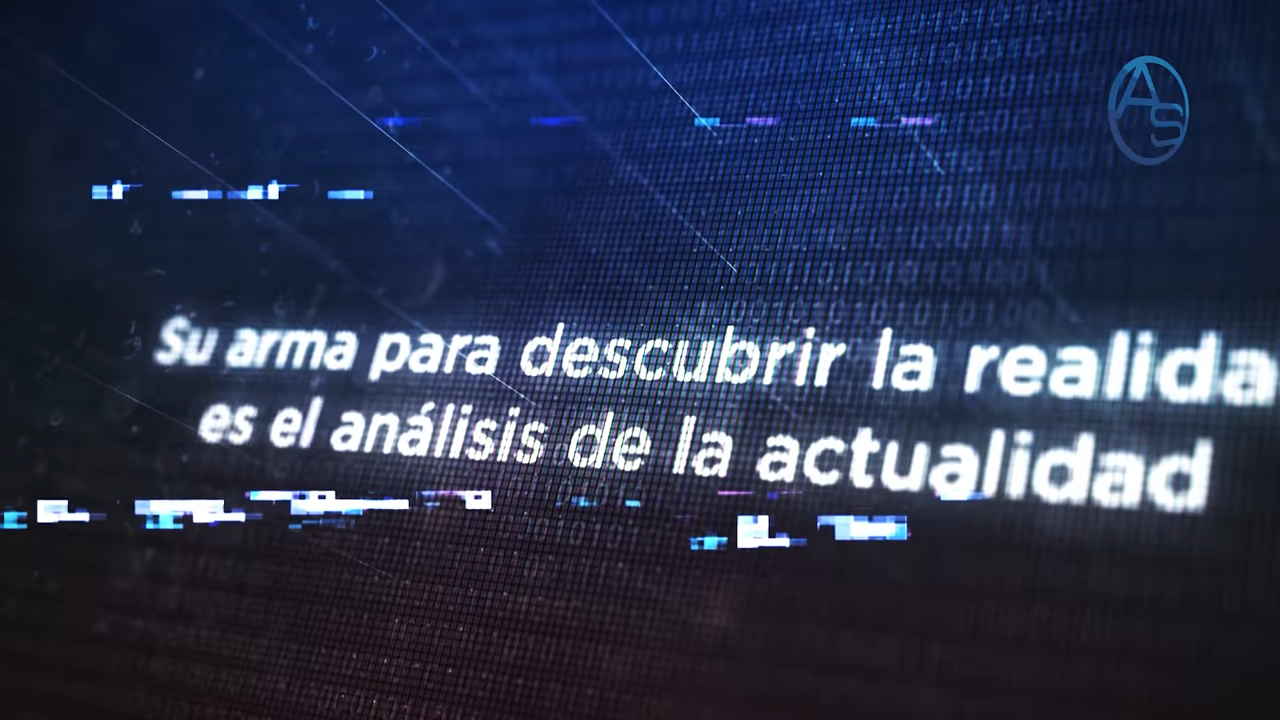 AS
Su arma para descubrir la realida
es el análisis de la actualidad